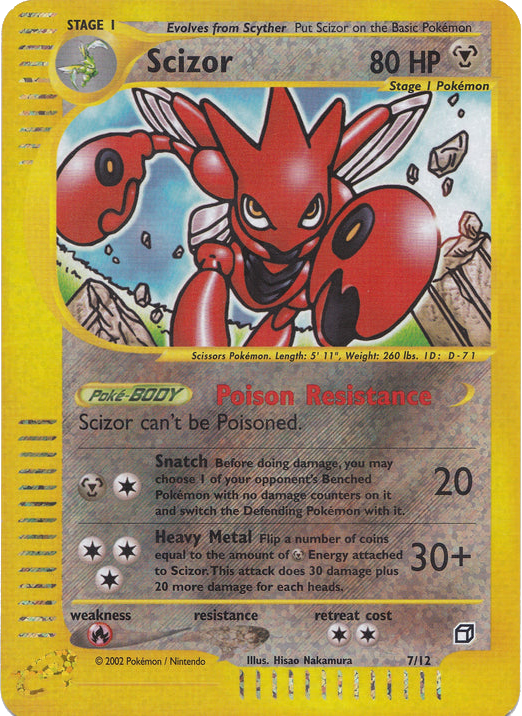 STAGE 1
Evolves from Scyther Put Scizor on the Basic Pokémon
Scizor 80 HP
Stage 1 Pokémon
Scissors Pokémon. Length: 5' 11", Weight: 260 lbs. ID: D-71
Poké-BODY Poison Resistance
Scizor can't be Poisoned.
Snatch Before doing damage, you may
choose 1 of your opponent's Benched
Pokémon with no damage counters on it
and switch the Defending Pokémon with it.
20
Heavy Metal Flip a number of coins
equal to the amount of Energy attached
to Scizor. This attack does 30 damage plus
20 more damage for each heads.
30+
weakness resistance retreat cost
© 2002 Pokémon / Nintendo Illus. Hisao Nakamura 7/12